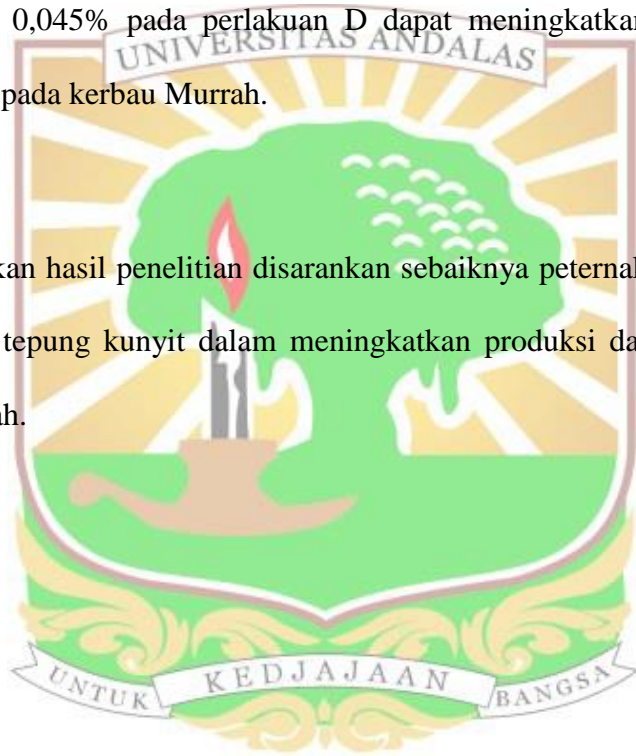 0,045% pada perlakuan D dapat meningkatkan
UNIVERSITAS ANDALAS
pada kerbau Murrah.
kan hasil penelitian disarankan sebaiknya peternak
tepung kunyit dalam meningkatkan produksi da
ah.
UNTUK KEDJAJAAN BANGSA